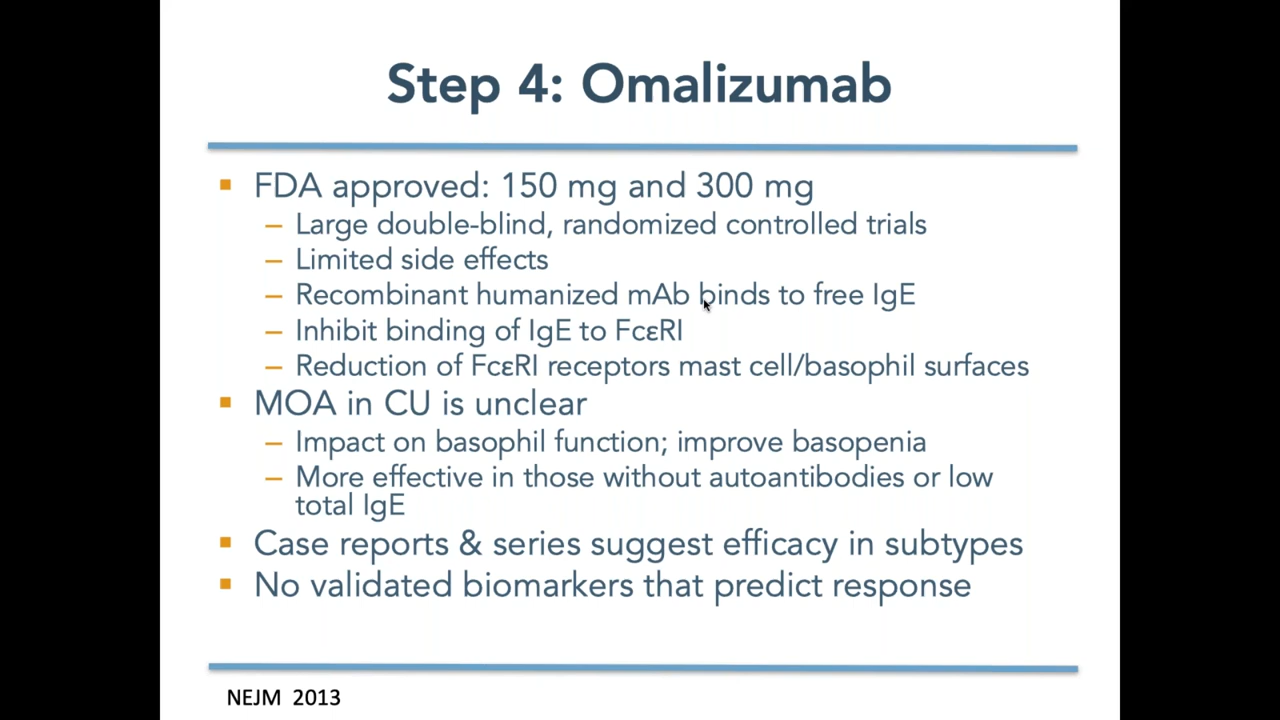 Step 4: Omalizumab
▪ FDA approved: 150 mg and 300 mg
– Large double-blind, randomized controlled trials
– Limited side effects
– Recombinant humanized mAb binds to free IgE
– Inhibit binding of IgE to FcεRI
– Reduction of FcεRI receptors mast cell/basophil surfaces
▪ MOA in CU is unclear
– Impact on basophil function; improve basopenia
– More effective in those without autoantibodies or low
total IgE
▪ Case reports & series suggest efficacy in subtypes
▪ No validated biomarkers that predict response
NEJM 2013